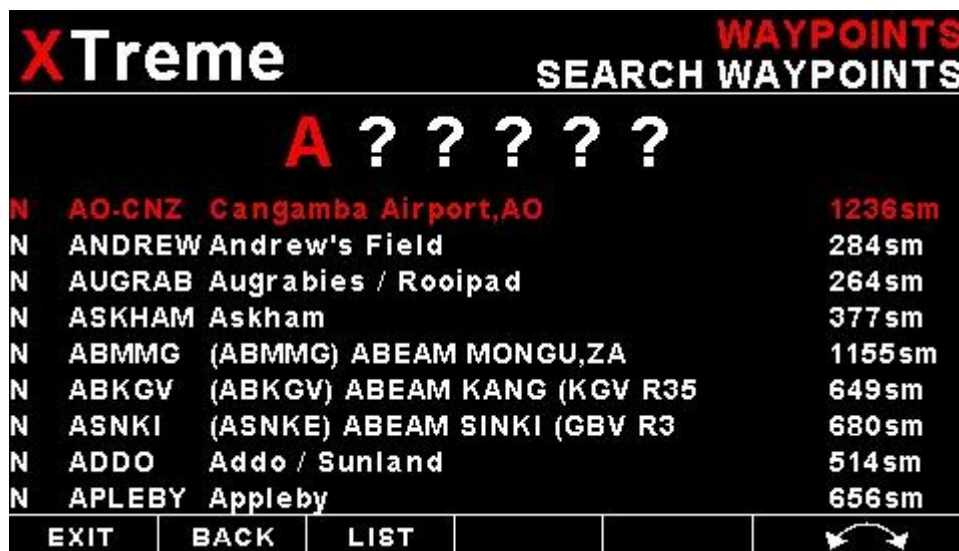 XTreme
WAYPOINTS
SEARCH WAYPOINTS
A ? ? ? ? ?
N AO-CNZ Cangamba Airport,AO 1236sm
N ANDREW Andrew's Field 284sm
N AUGRAB Augrabies / Rooipad 264sm
N ASKHAM Askham 377sm
N ABMMG (ABMMG) ABEAM MONGU,ZA 1155sm
N ABKGV (ABKGV) ABEAM KANG (KGV R35 649sm
N ASNKI (ASNKE) ABEAM SINKI (GBV R3 680sm
N ADDO Addo / Sunland 514sm
N APLEBY Appleby 656sm
EXIT BACK LIST